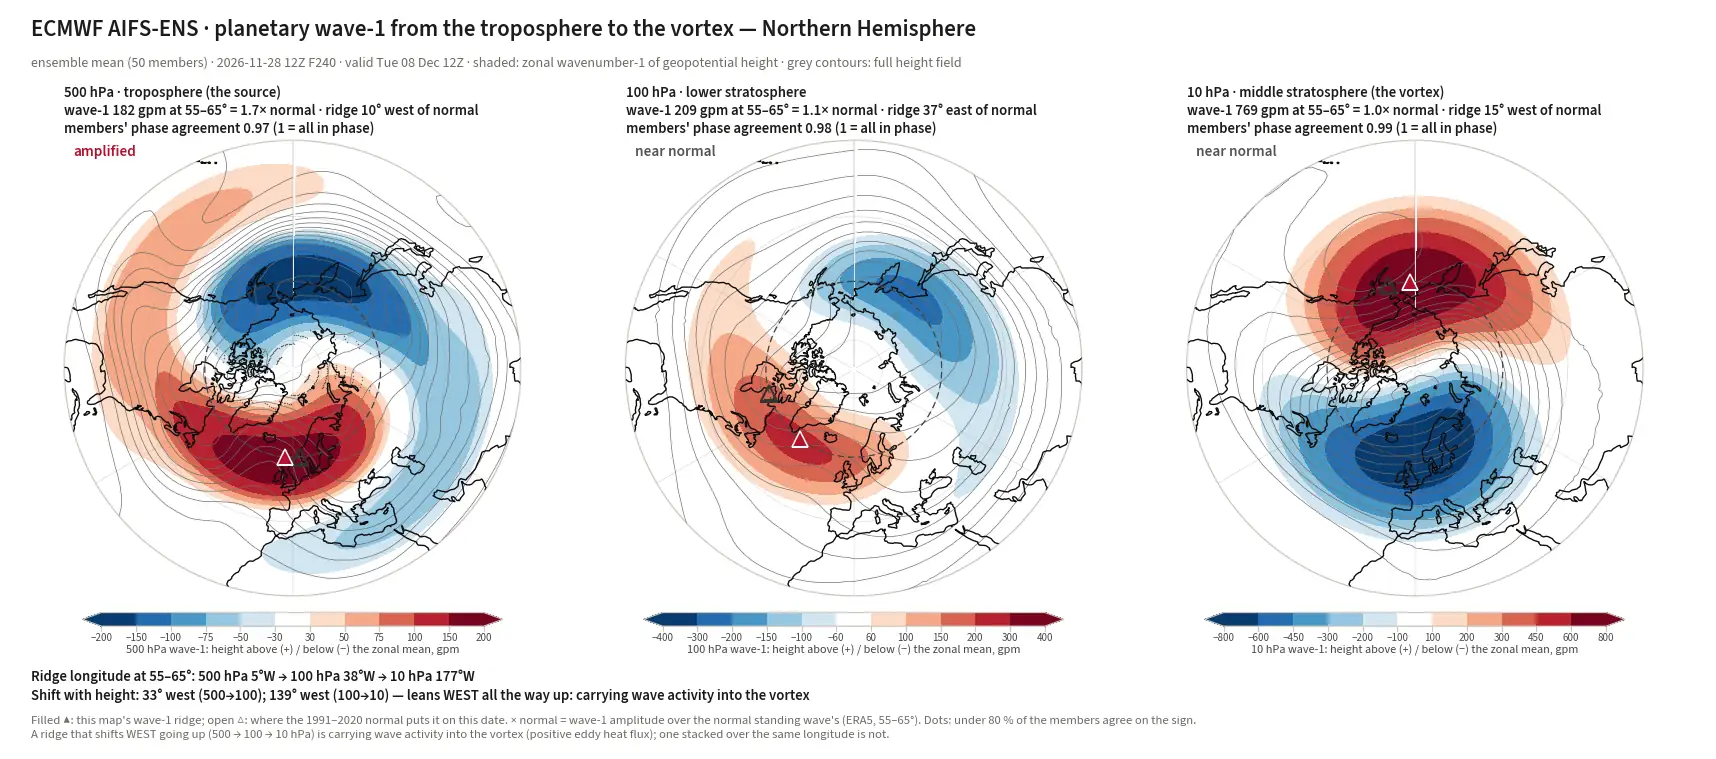 ECMWF AIFS-ENS · planetary wave-1 from the troposphere to the vortex — Northern Hemisphere
ensemble mean (50 members) · 2026-11-28 12Z F240 · valid Tue 08 Dec 12Z · shaded: zonal wavenumber-1 of geopotential height · grey contours: full height field
500 hPa · troposphere (the source)
wave-1 182 gpm at 55–65° = 1.7× normal · ridge 10° west of normal
members' phase agreement 0.97 (1 = all in phase)
amplified
100 hPa · lower stratosphere
wave-1 209 gpm at 55–65° = 1.1× normal · ridge 37° east of normal
members' phase agreement 0.98 (1 = all in phase)
near normal
10 hPa · middle stratosphere (the vortex)
wave-1 769 gpm at 55–65° = 1.0× normal · ridge 15° west of normal
members' phase agreement 0.99 (1 = all in phase)
near normal
−200 −150 −100 −75 −50 −30 30 50 75 100 150 200
500 hPa wave-1: height above (+) / below (−) the zonal mean, gpm
−400 −300 −200 −150 −100 −60 60 100 150 200 300 400
100 hPa wave-1: height above (+) / below (−) the zonal mean, gpm
−800 −600 −450 −300 −200 −100 100 200 300 450 600 800
10 hPa wave-1: height above (+) / below (−) the zonal mean, gpm
Ridge longitude at 55–65°: 500 hPa 5°W → 100 hPa 38°W → 10 hPa 177°W
Shift with height: 33° west (500→100); 139° west (100→10) — leans WEST all the way up: carrying wave activity into the vortex
Filled ▲: this map's wave-1 ridge; open △: where the 1991–2020 normal puts it on this date. × normal = wave-1 amplitude over the normal standing wave's (ERA5, 55–65°). Dots: under 80 % of the members agree on the sign.
A ridge that shifts WEST going up (500 → 100 → 10 hPa) is carrying wave activity into the vortex (positive eddy heat flux); one stacked over the same longitude is not.